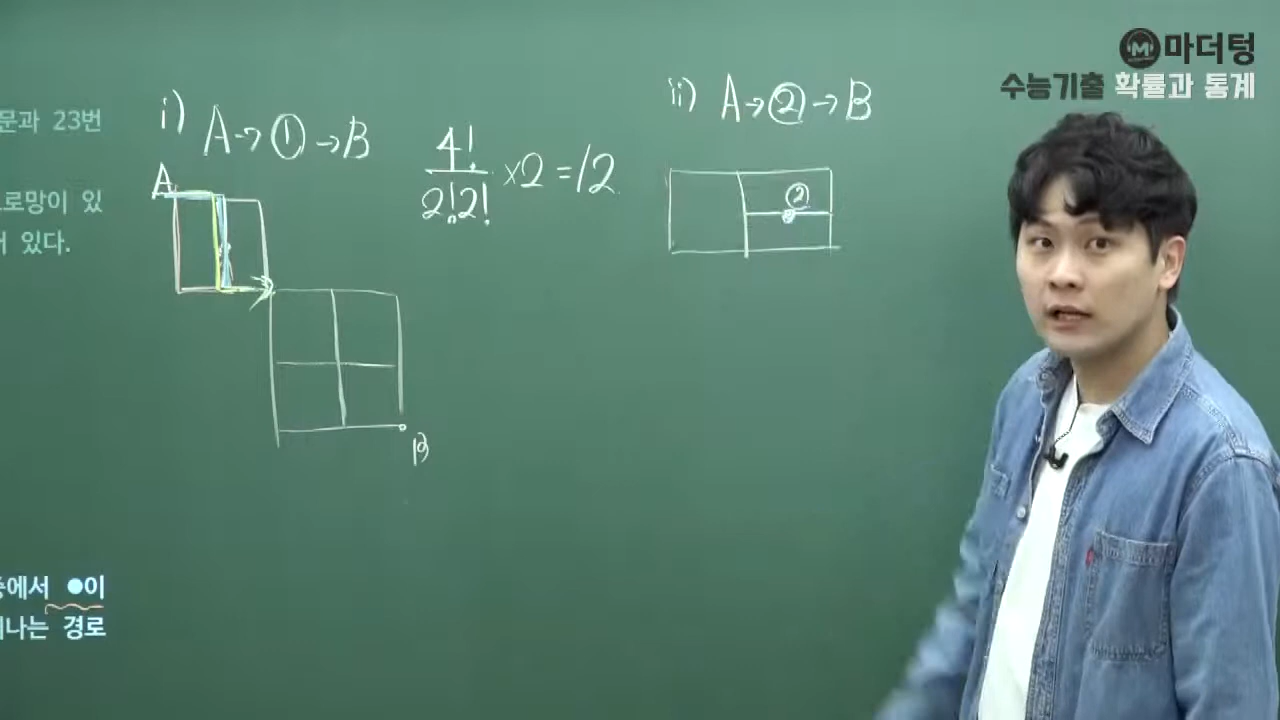 마더텅
수능기출 확률과 통계
문과 23번
로망이 있
있다.
중에서 ●이
나는 경로
i) A→①→B
4!/2!2! ×2=12
A
B
ii) A→②→B
②